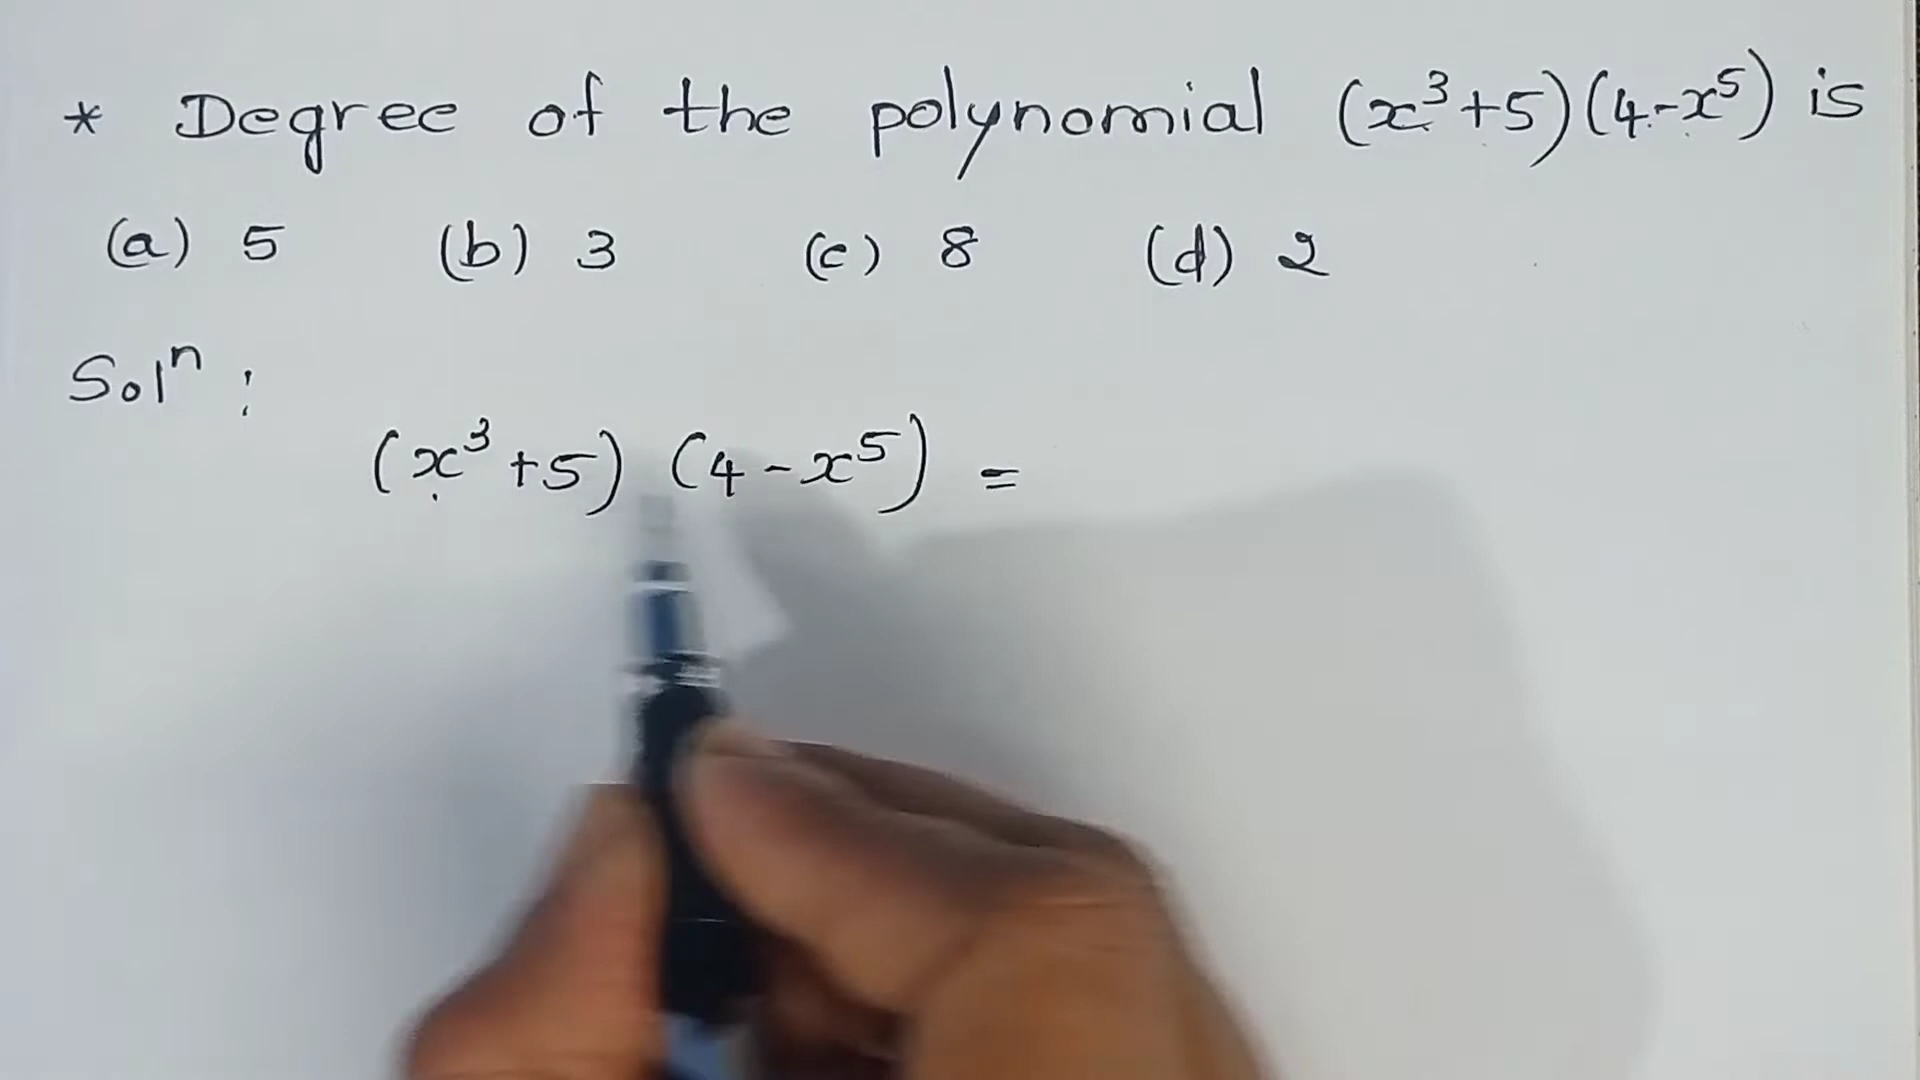 * Degree of the polynomial (x³+5)(4-x⁵) is
(a) 5 (b) 3 (c) 8 (d) 2
Solⁿ :
(x³+5) (4-x⁵) =